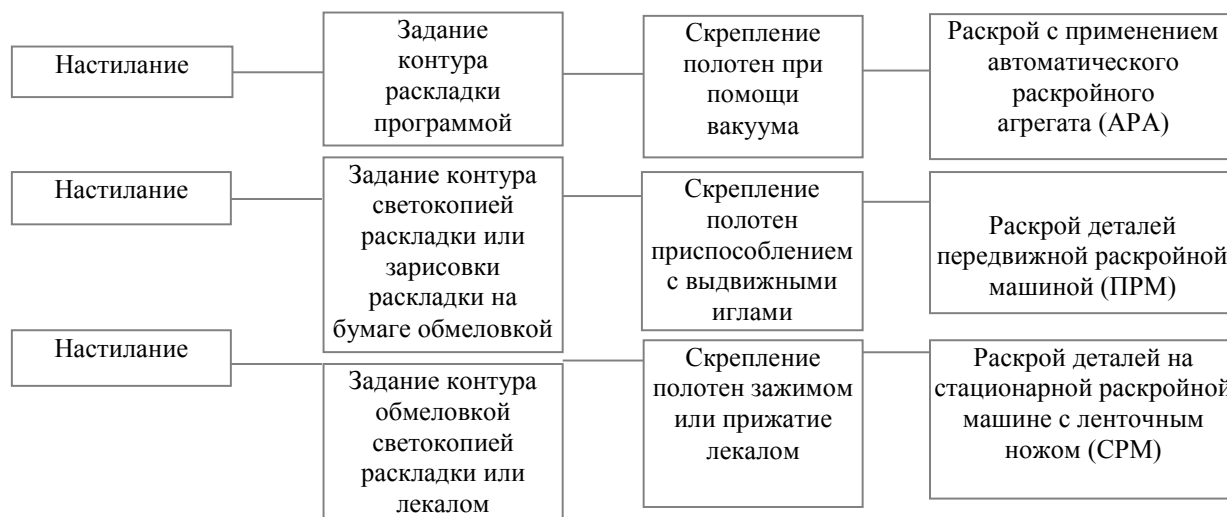 Настилание
Задание
контура
раскладки
программой
Скрепление
полотен при
помощи
вакуума
Раскрой с применением
автоматического
раскройного
агрегата (АРА)
Настилание
Задание контура
светокопией
раскладки или
зарисовки
раскладки на
бумаге обмеловкой
Скрепление
полотен
приспособлением
с выдвижными
иглами
Раскрой деталей
передвижной раскройной
машиной (ПРМ)
Настилание
Задание контура
обмеловкой
светокопией
раскладки или
лекалом
Скрепление
полотен зажимом
или прижатие
лекалом
Раскрой деталей на
стационарной раскройной
машине с ленточным
ножом (СРМ)